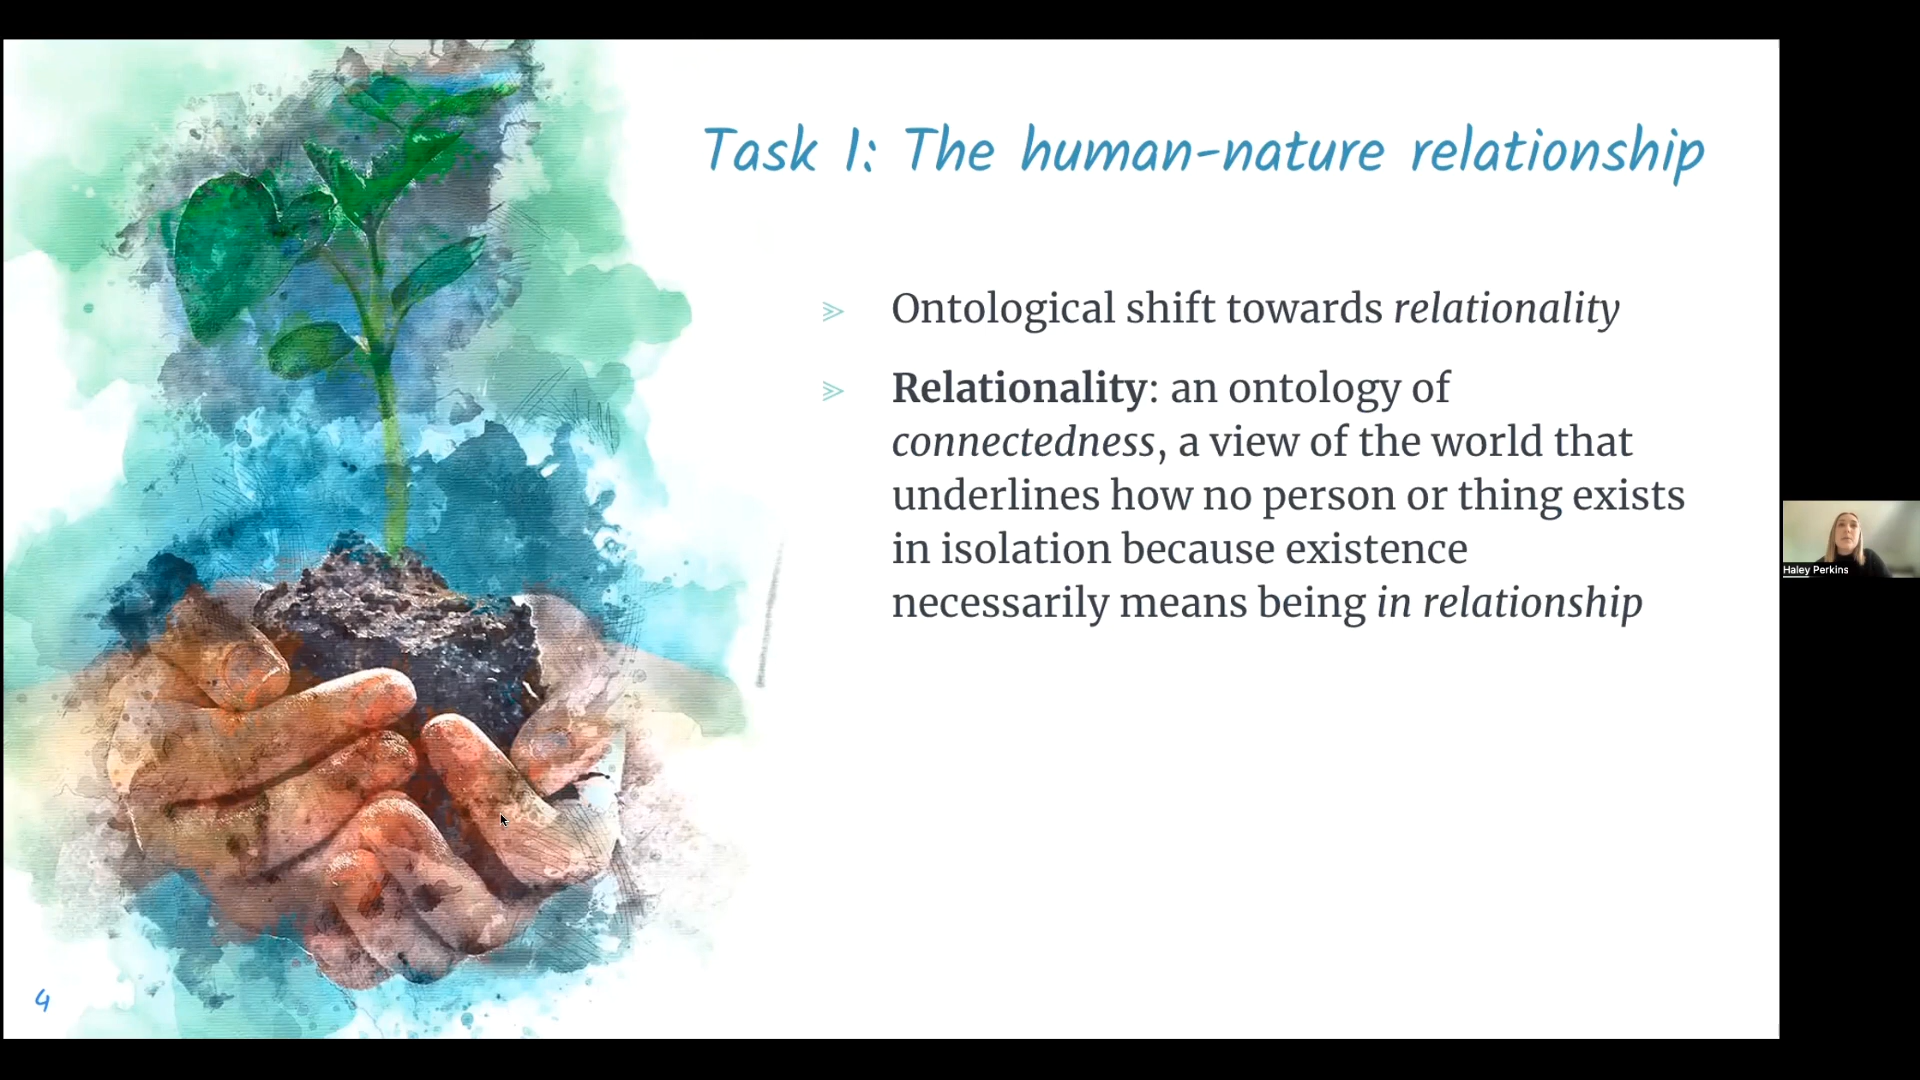 Task 1: The human-nature relationship
Ontological shift towards relationality
Relationality: an ontology of
connectedness, a view of the world that
underlines how no person or thing exists
in isolation because existence
necessarily means being in relationship
Haley Perkins
4